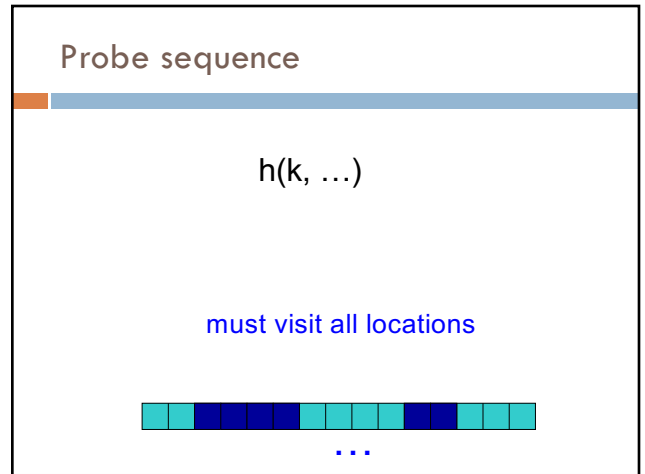 Probe sequence
h(k, …)
must visit all locations
…